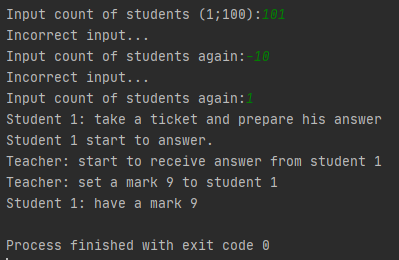 Input count of students (1;100):101
Incorrect input...
Input count of students again:-10
Incorrect input...
Input count of students again:1
Student 1: take a ticket and prepare his answer
Student 1 start to answer.
Teacher: start to receive answer from student 1
Teacher: set a mark 9 to student 1
Student 1: have a mark 9
Process finished with exit code 0